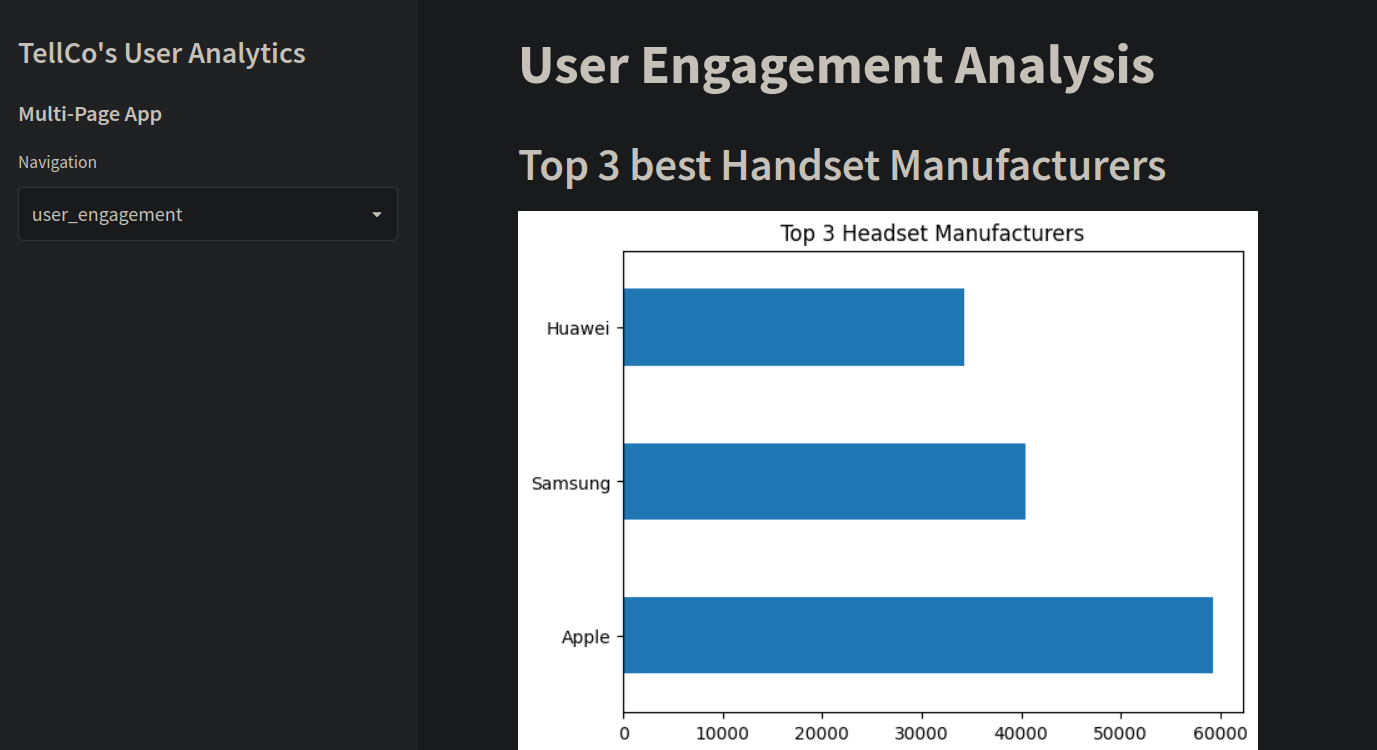 TellCo's User Analytics
Multi-Page App
Navigation
user_engagement
User Engagement Analysis
Top 3 best Handset Manufacturers
Top 3 Headset Manufacturers
Huawei
Samsung
Apple
0 10000 20000 30000 40000 50000 60000